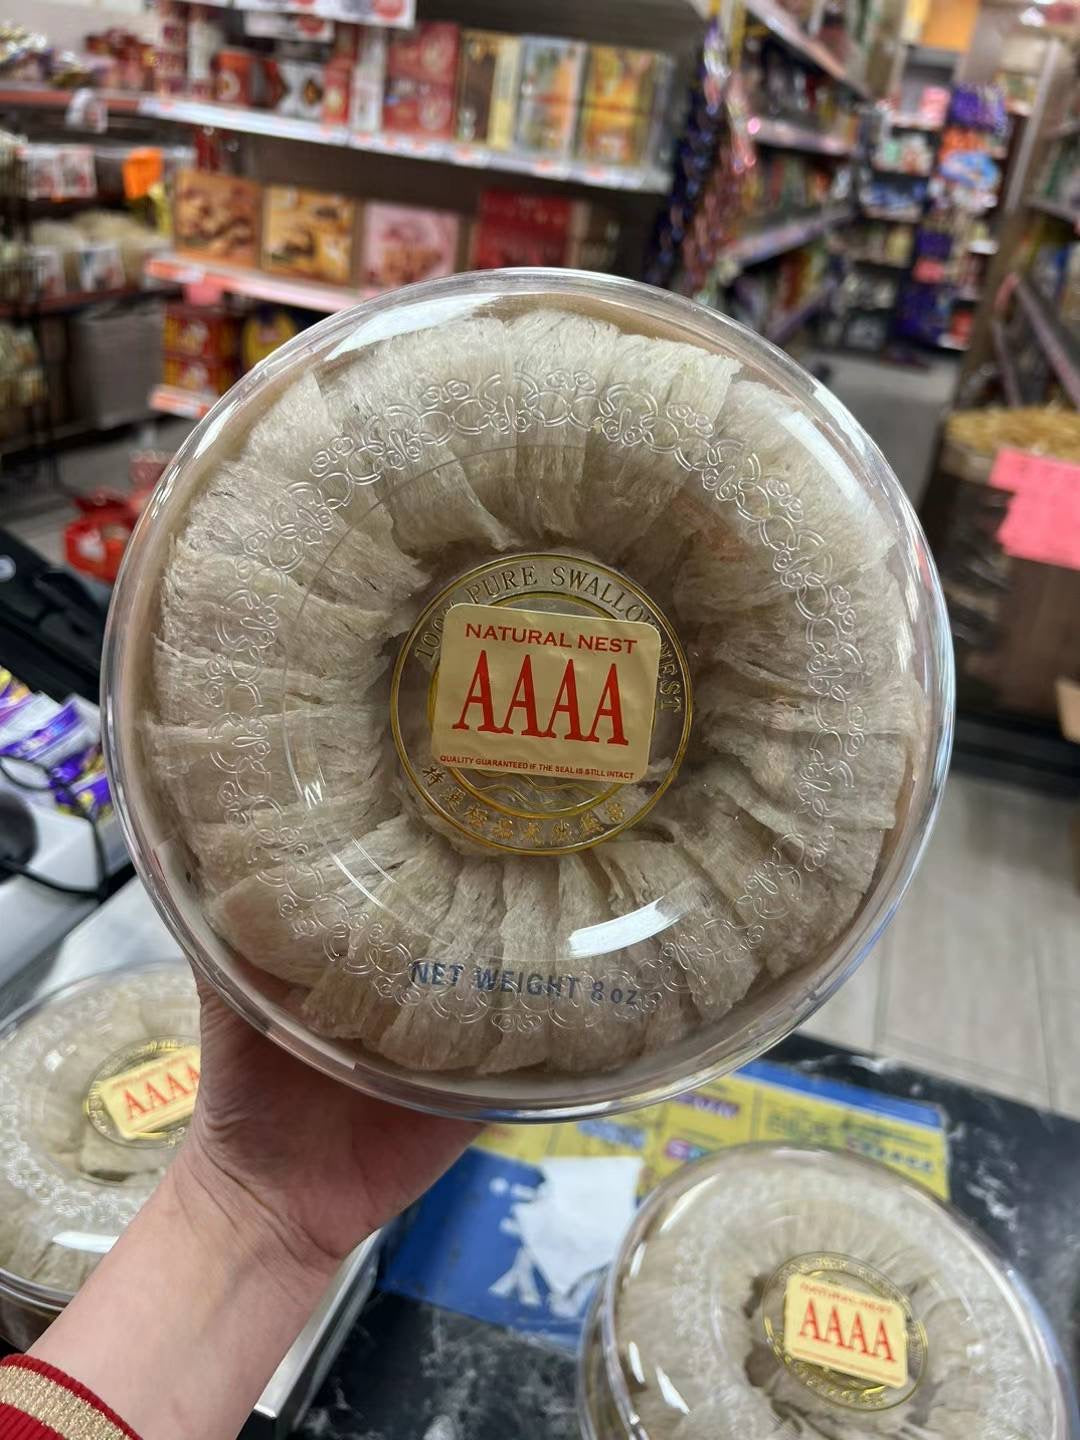 100% PURE SWALLOW NEST
NATURAL NEST
AAAA
QUALITY GUARANTEED IF THE SEAL IS STILL INTACT
NET WEIGHT 8 OZ
AAAA
NATURAL NEST
AAAA